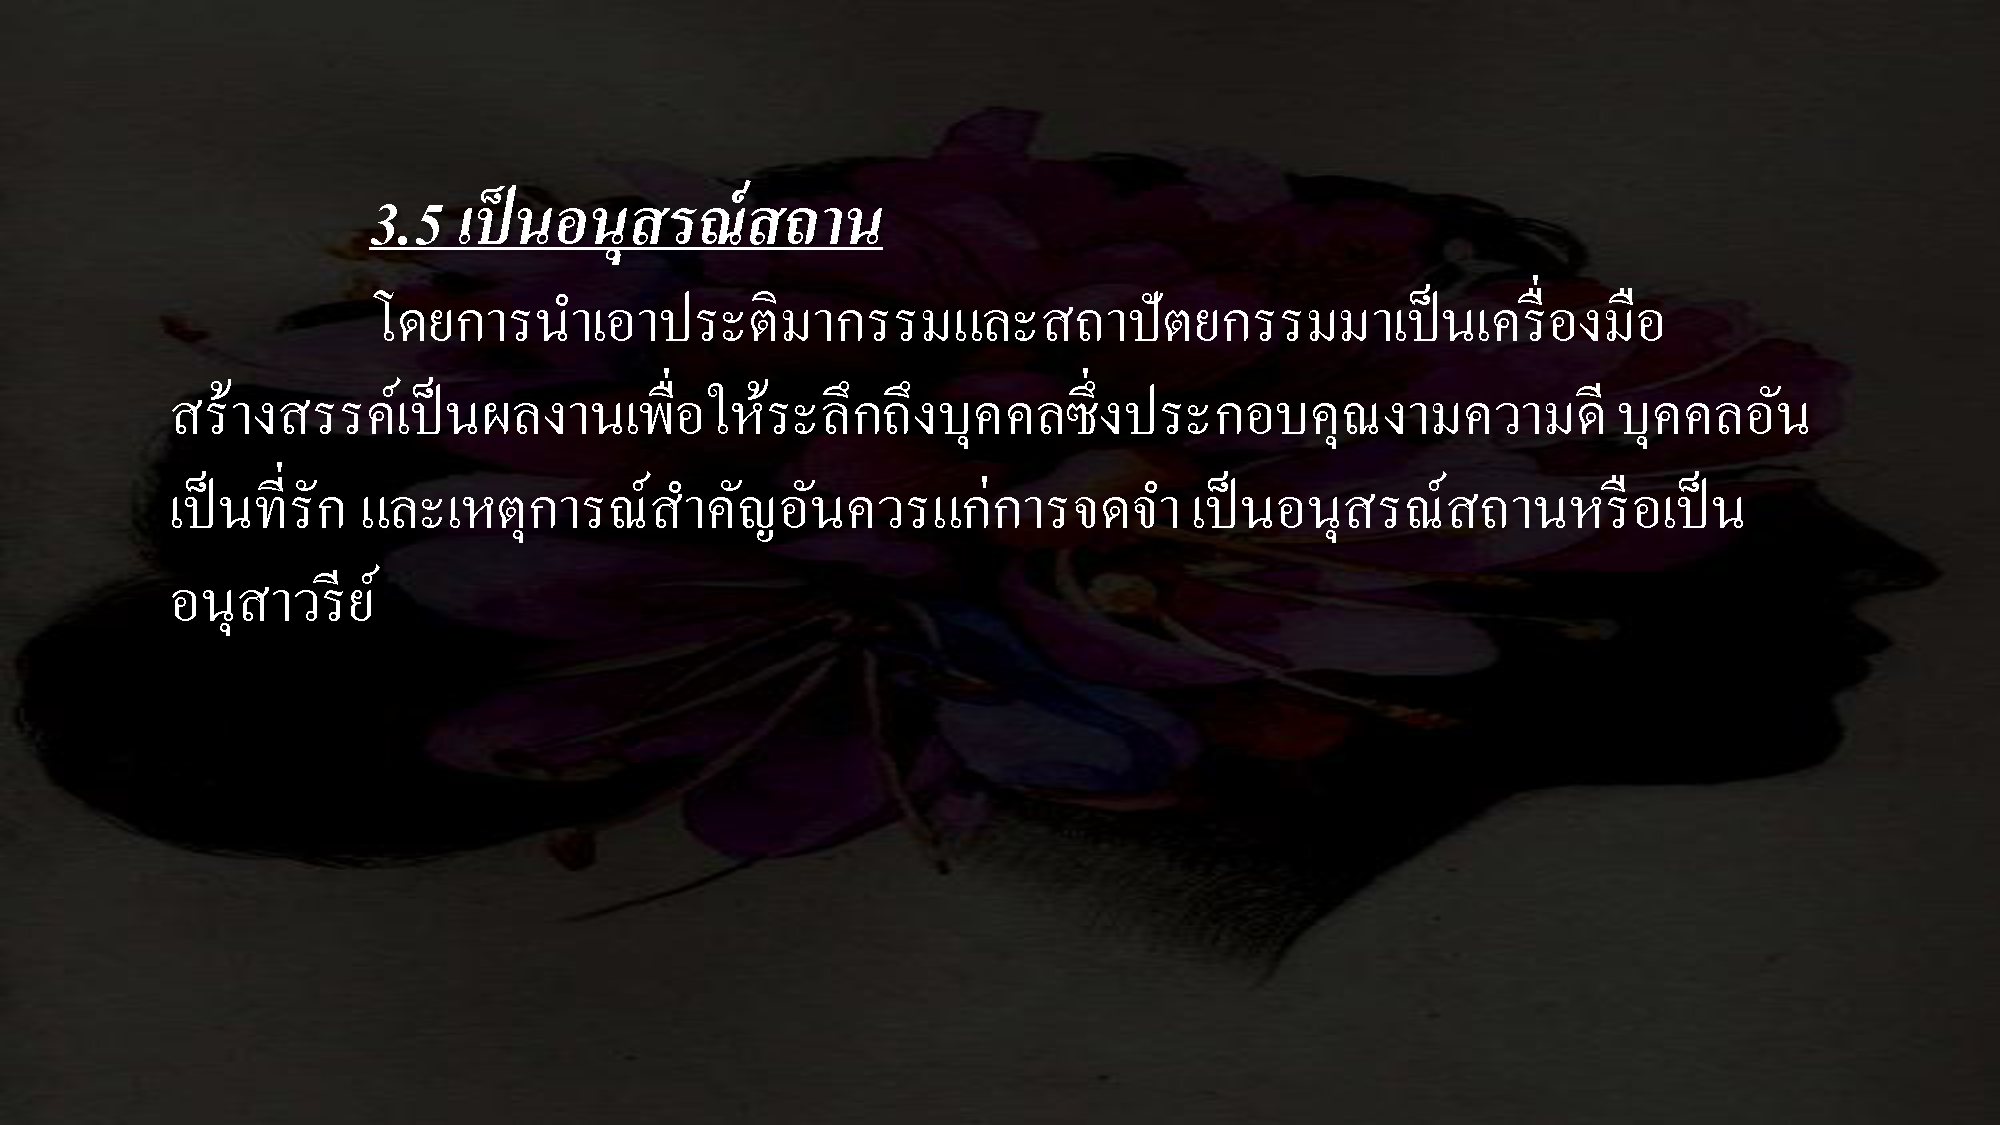 3.5 เป็นอนุสรณ์สถาน
โดยการนำเอาประติมากรรมและสถาปัตยกรรมมาเป็นเครื่องมือ
สร้างสรรค์เป็นผลงานเพื่อให้ระลึกถึงบุคคลซึ่งประกอบคุณงามความดี บุคคลอัน
เป็นที่รัก และเหตุการณ์สำคัญอันควรแก่การจดจำ เป็นอนุสรณ์สถานหรือเป็น
อนุสาวรีย์